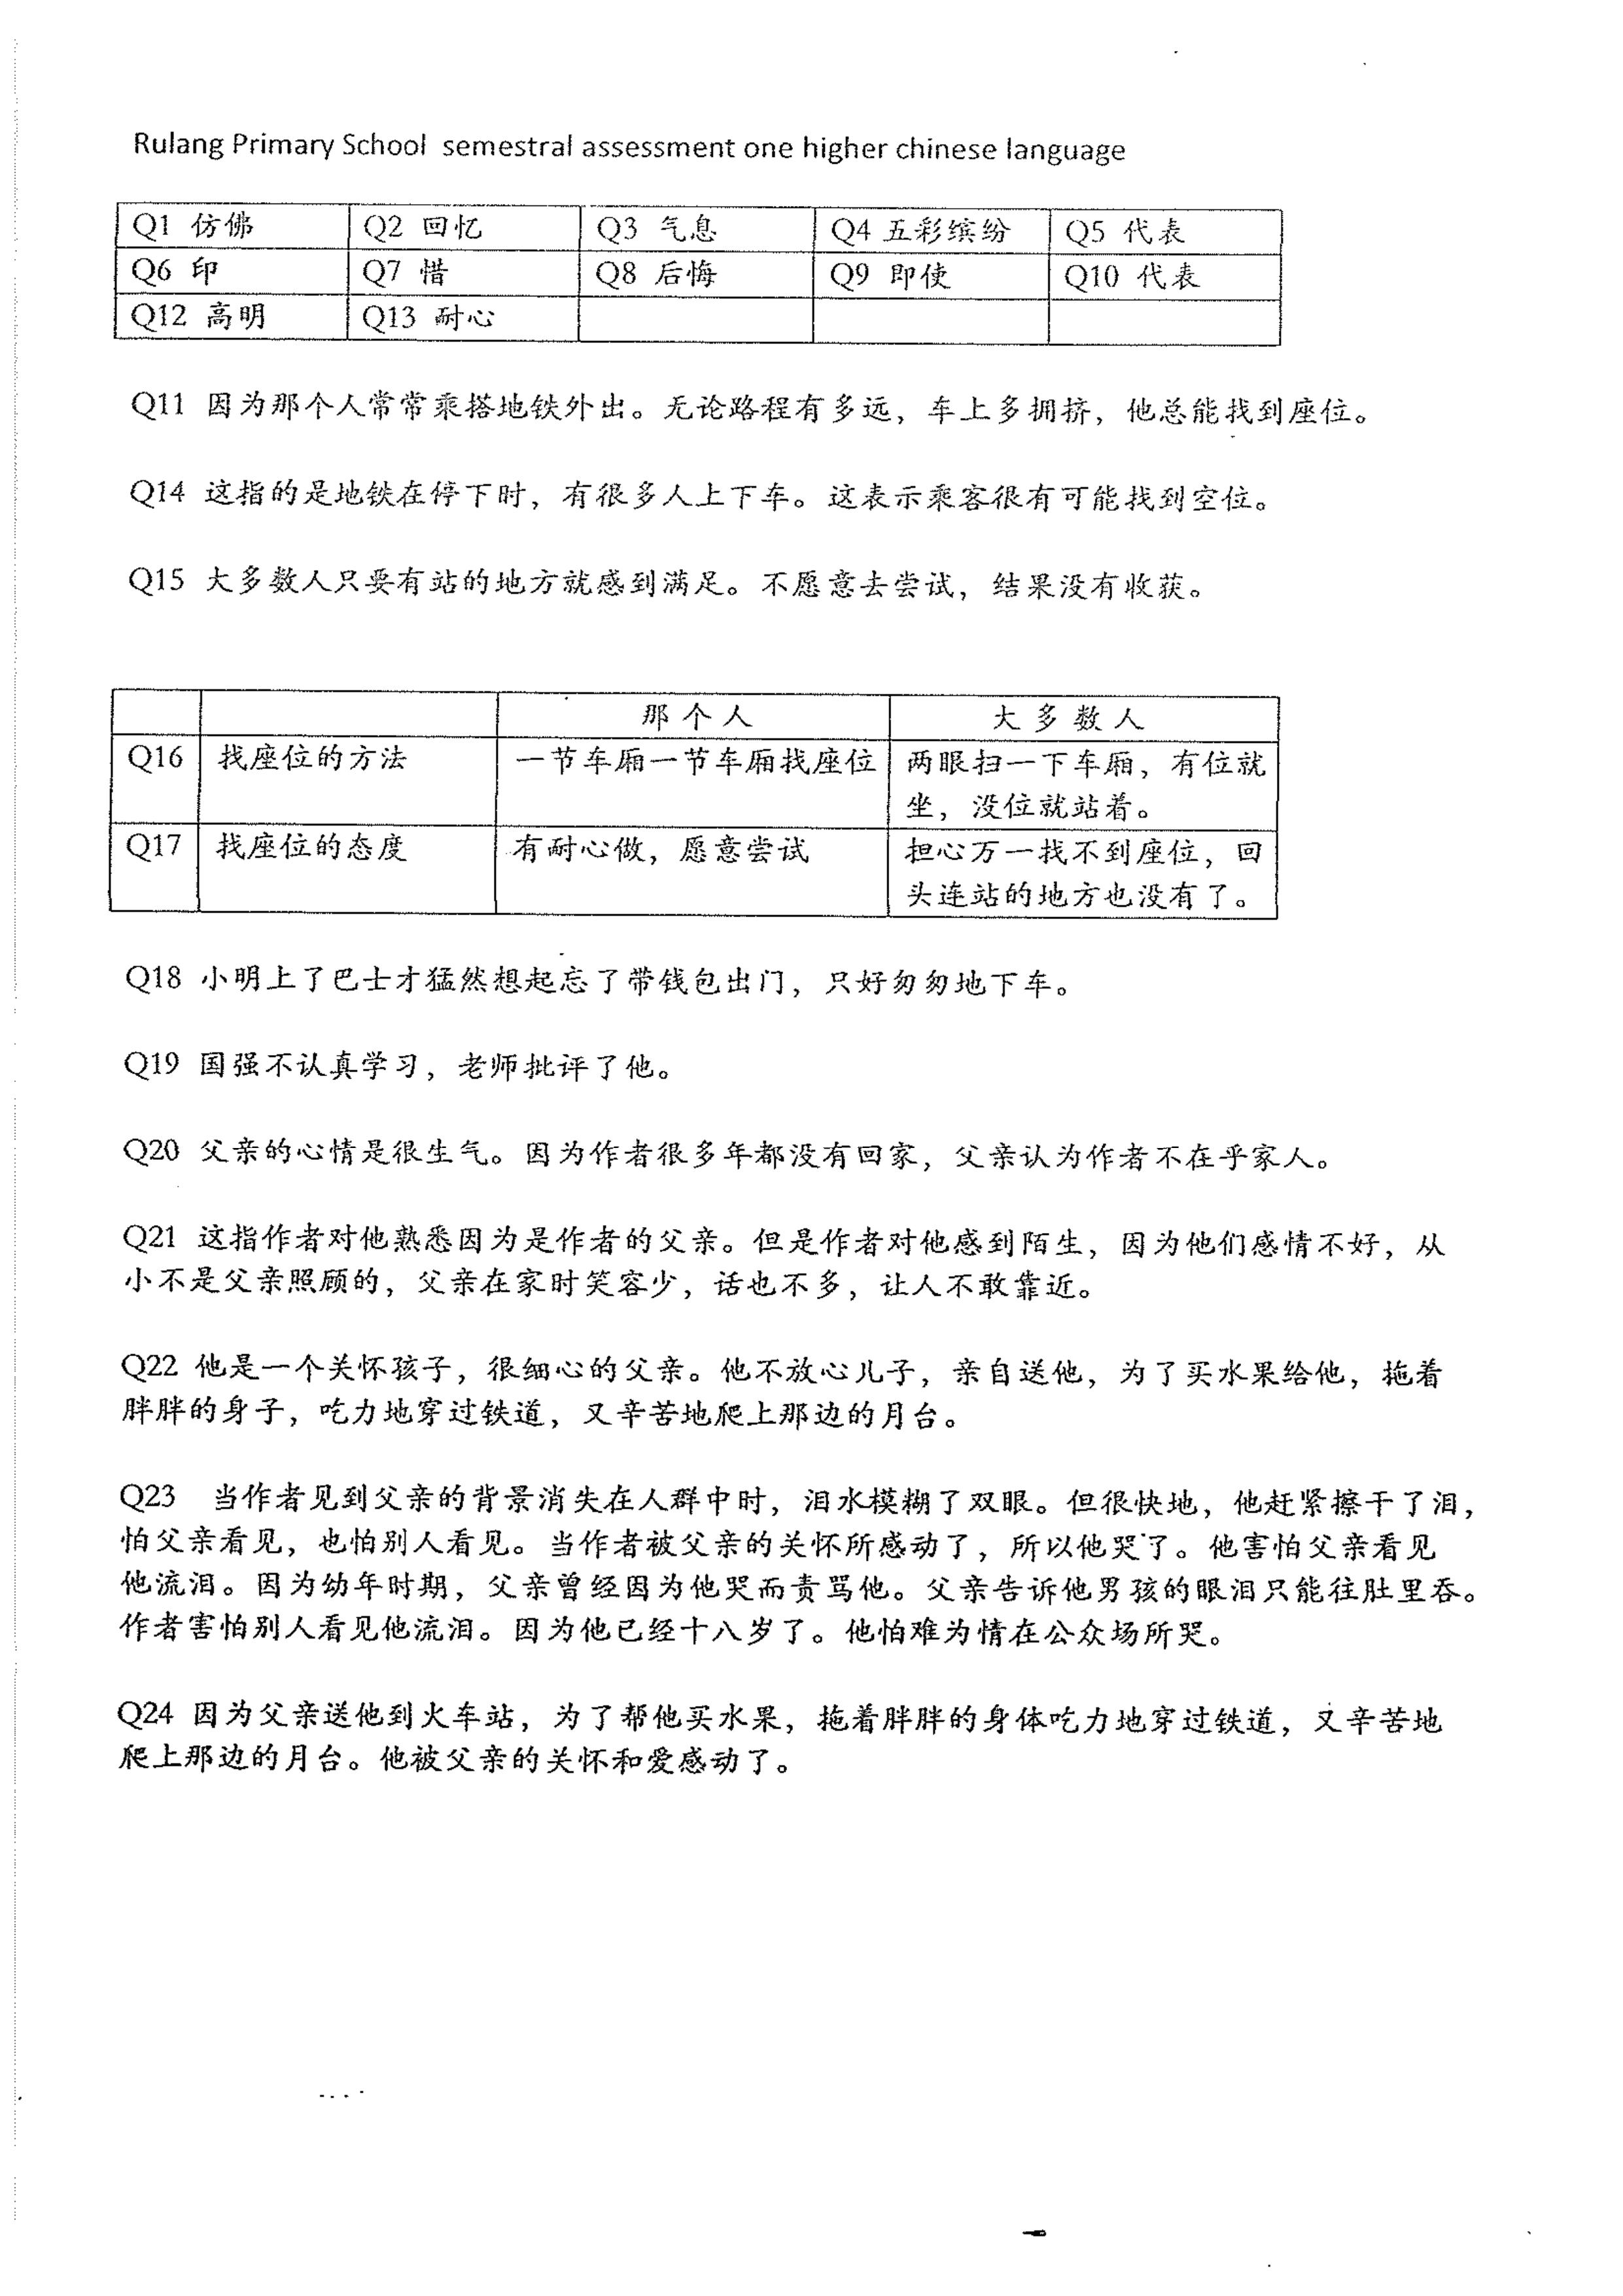 Rulang Primary School semestral assessment one higher chinese language
Q1 仿佛 Q2 回忆 Q3 气息 Q4 五彩缤纷 Q5 代表
Q6 印 Q7 惜 Q8 后悔 Q9 即使 Q10 代表
Q12 高明 Q13 耐心
Q11 因为那个人常常乘搭地铁外出。无论路程有多远，车上多拥挤，他总能找到座位。
Q14 这指的是地铁在停下时，有很多人上下车。这表示乘客很有可能找到空位。
Q15 大多数人只要有站的地方就感到满足。不愿意去尝试，结果没有收获。
那个人 大多数人
Q16 找座位的方法 一节车厢一节车厢找座位 两眼扫一下车厢，有位就
坐，没位就站着。
Q17 找座位的态度 有耐心做，愿意尝试 担心万一找不到座位，回
头连站的地方也没有了。
Q18 小明上了巴士才猛然想起忘了带钱包出门，只好匆匆地下车。
Q19 国强不认真学习，老师批评了他。
Q20 父亲的心情是很生气。因为作者很多年都没有回家，父亲认为作者不在乎家人。
Q21 这指作者对他熟悉因为是作者的父亲。但是作者对他感到陌生，因为他们感情不好，从
小不是父亲照顾的，父亲在家时笑容少，话也不多，让人不敢靠近。
Q22 他是一个关怀孩子，很细心的父亲。他不放心儿子，亲自送他，为了买水果给他，拖着
胖胖的身子，吃力地穿过铁道，又辛苦地爬上那边的月台。
Q23 当作者见到父亲的背景消失在人群中时，泪水模糊了双眼。但很快地，他赶紧擦干了泪，
怕父亲看见，也怕别人看见。当作者被父亲的关怀所感动了，所以他哭了。他害怕父亲看见
他流泪。因为幼年时期，父亲曾经因为他哭而责骂他。父亲告诉他男孩的眼泪只能往肚里吞。
作者害怕别人看见他流泪。因为他已经十八岁了。他怕难为情在公众场所哭。
Q24 因为父亲送他到火车站，为了帮他买水果，拖着胖胖的身体吃力地穿过铁道，又辛苦地
爬上那边的月台。他被父亲的关怀和爱感动了。